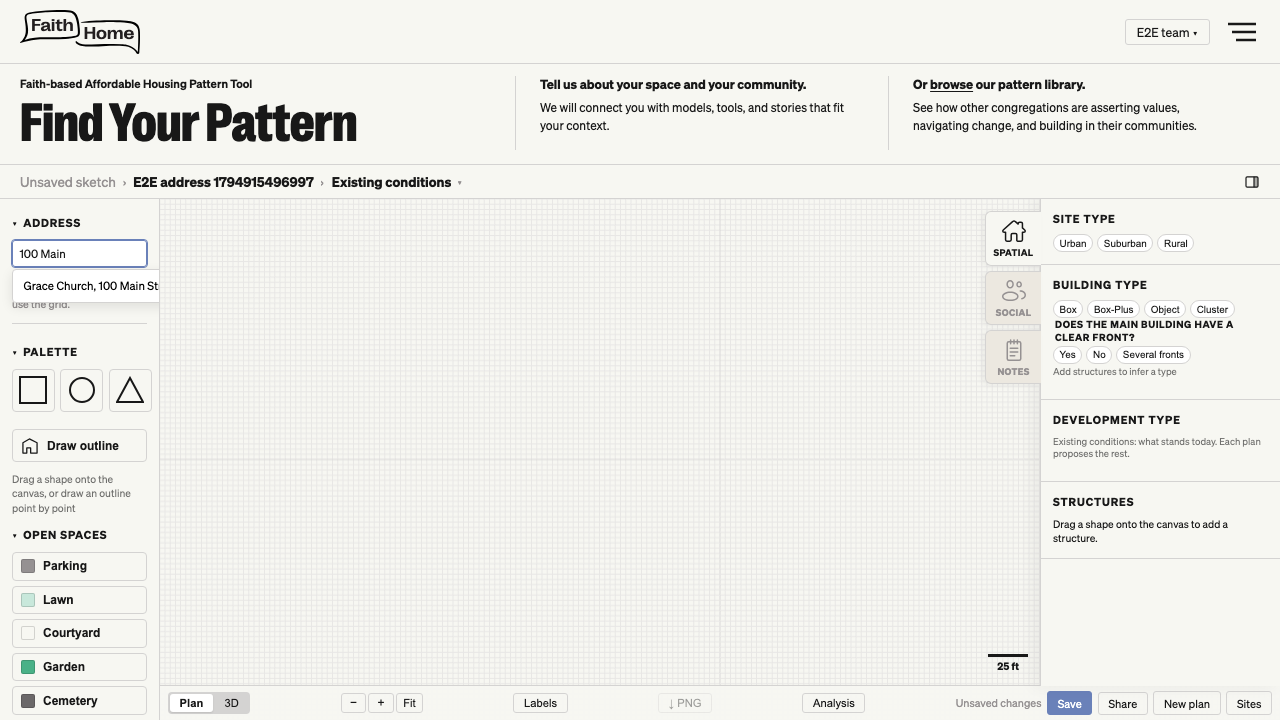 Faith
Home
E2E team ▾
Faith-based Affordable Housing Pattern Tool
Find Your Pattern
Tell us about your space and your community.
We will connect you with models, tools, and stories that fit
your context.
Or browse our pattern library.
See how other congregations are asserting values,
navigating change, and building in their communities.
Unsaved sketch › E2E address 1794915496997 › Existing conditions ▾
▾ ADDRESS
100 Main
Grace Church, 100 Main St
use the grid.
▾ PALETTE
Draw outline
Drag a shape onto the
canvas, or draw an outline
point by point
▾ OPEN SPACES
Parking
Lawn
Courtyard
Garden
Cemetery
SPATIAL
SOCIAL
NOTES
25 ft
SITE TYPE
Urban Suburban Rural
BUILDING TYPE
Box Box-Plus Object Cluster
DOES THE MAIN BUILDING HAVE A
CLEAR FRONT?
Yes No Several fronts
Add structures to infer a type
DEVELOPMENT TYPE
Existing conditions: what stands today. Each plan
proposes the rest.
STRUCTURES
Drag a shape onto the canvas to add a
structure.
Plan 3D − + Fit Labels ↓ PNG Analysis Unsaved changes Save Share New plan Sites